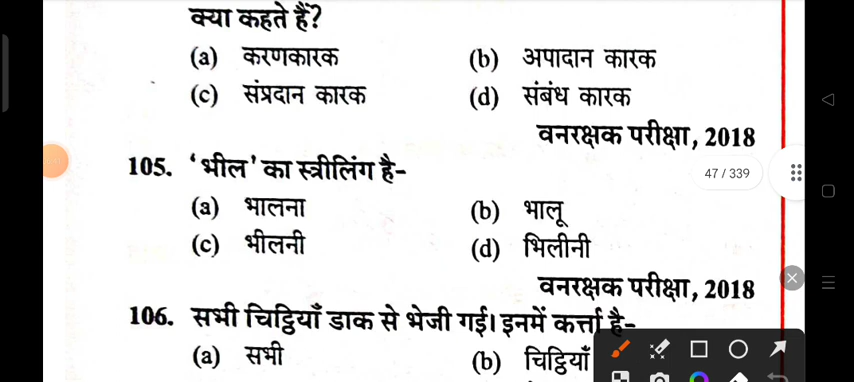 क्या कहते हैं?
(a) करणकारक (b) अपादान कारक
(c) संप्रदान कारक (d) संबंध कारक
वनरक्षक परीक्षा, 2018
105. 'भील' का स्त्रीलिंग है-
47 / 339
(a) भालना (b) भालू
(c) भीलनी (d) भिलीनी
वनरक्षक परीक्षा, 2018
106. सभी चिट्ठियाँ डाक से भेजी गई। इनमें कर्त्ता है-
(a) सभी (b) चिट्ठियाँ